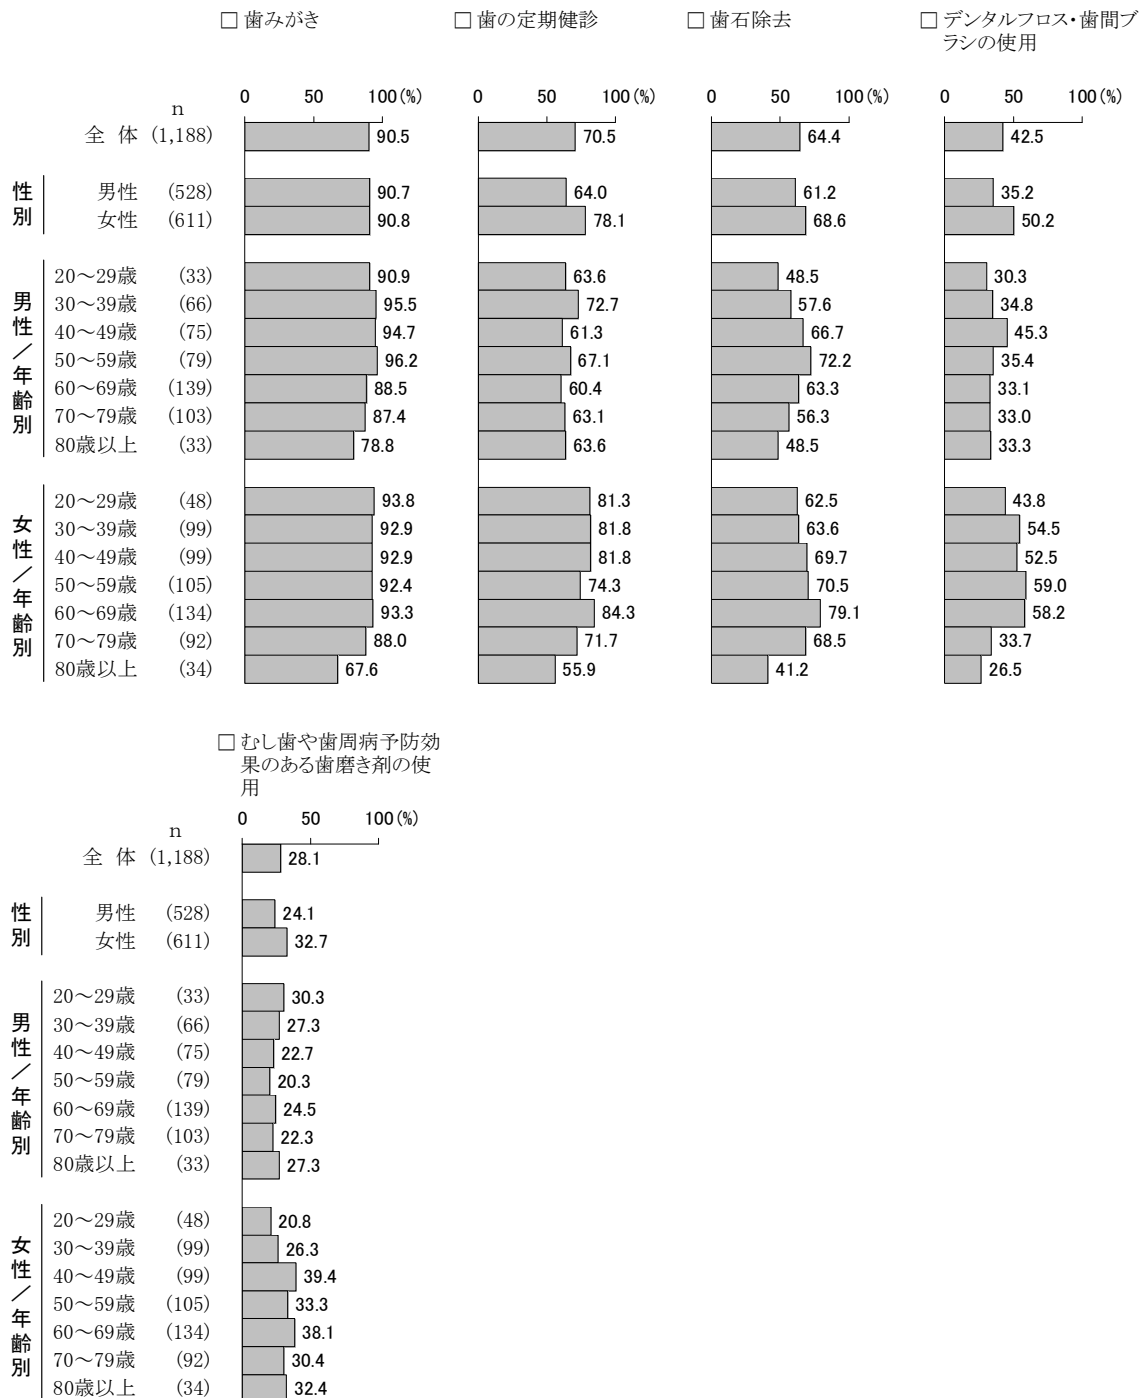 □ 歯みがき □ 歯の定期健診 □ 歯石除去 □ デンタルフロス・歯間ブ
ラシの使用
n 0 50 100(%) 0 50 100(%) 0 50 100(%) 0 50 100(%)
全 体 (1,188) 90.5 70.5 64.4 42.5
性別
男性 (528) 90.7 64.0 61.2 35.2
女性 (611) 90.8 78.1 68.6 50.2
男性／年齢別
20～29歳 (33) 90.9 63.6 48.5 30.3
30～39歳 (66) 95.5 72.7 57.6 34.8
40～49歳 (75) 94.7 61.3 66.7 45.3
50～59歳 (79) 96.2 67.1 72.2 35.4
60～69歳 (139) 88.5 60.4 63.3 33.1
70～79歳 (103) 87.4 63.1 56.3 33.0
80歳以上 (33) 78.8 63.6 48.5 33.3
女性／年齢別
20～29歳 (48) 93.8 81.3 62.5 43.8
30～39歳 (99) 92.9 81.8 63.6 54.5
40～49歳 (99) 92.9 81.8 69.7 52.5
50～59歳 (105) 92.4 74.3 70.5 59.0
60～69歳 (134) 93.3 84.3 79.1 58.2
70～79歳 (92) 88.0 71.7 68.5 33.7
80歳以上 (34) 67.6 55.9 41.2 26.5
□ むし歯や歯周病予防効
果のある歯磨き剤の使
用
n 0 50 100(%)
全 体 (1,188) 28.1
性別
男性 (528) 24.1
女性 (611) 32.7
男性／年齢別
20～29歳 (33) 30.3
30～39歳 (66) 27.3
40～49歳 (75) 22.7
50～59歳 (79) 20.3
60～69歳 (139) 24.5
70～79歳 (103) 22.3
80歳以上 (33) 27.3
女性／年齢別
20～29歳 (48) 20.8
30～39歳 (99) 26.3
40～49歳 (99) 39.4
50～59歳 (105) 33.3
60～69歳 (134) 38.1
70～79歳 (92) 30.4
80歳以上 (34) 32.4